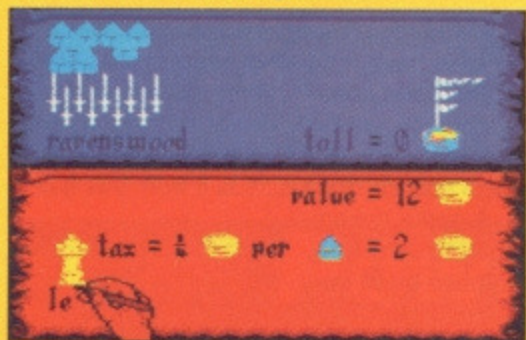 ravenswood toll = 0
value = 12
tax = ¼ per = 2
le